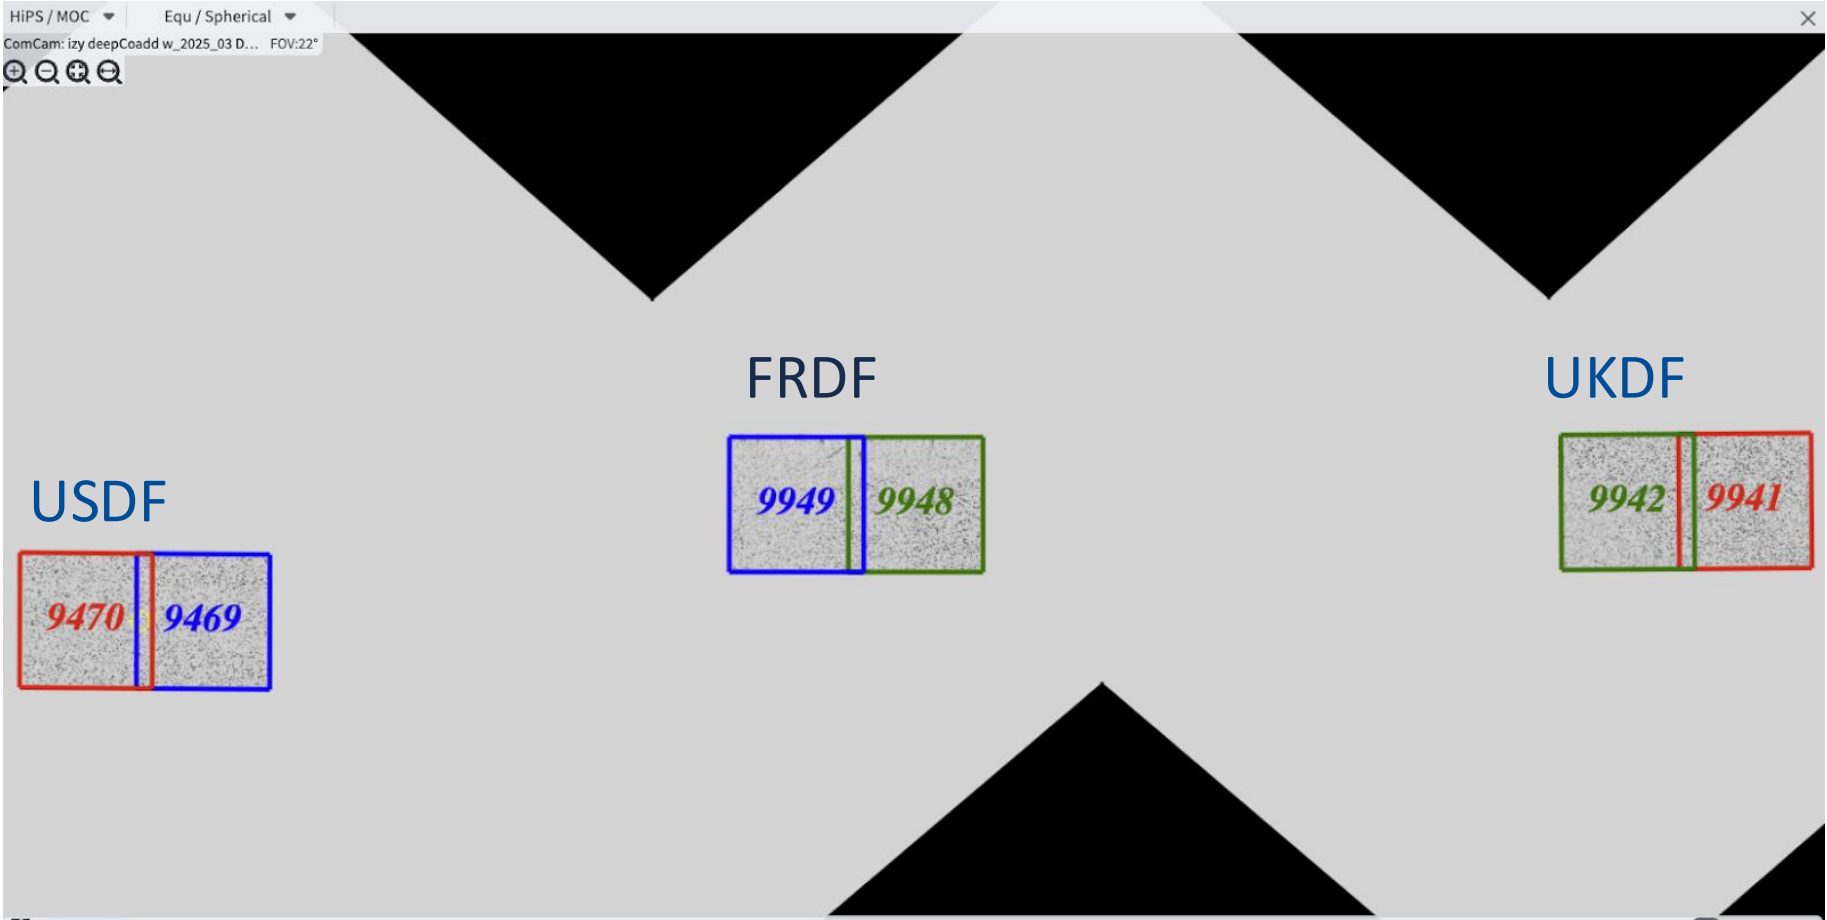 HiPS / MOC Equ / Spherical
ComCam: izy deepCoadd w_2025_03 D... FOV:22°
FRDF UKDF
9949 9948 9942 9941
USDF
9470 9469